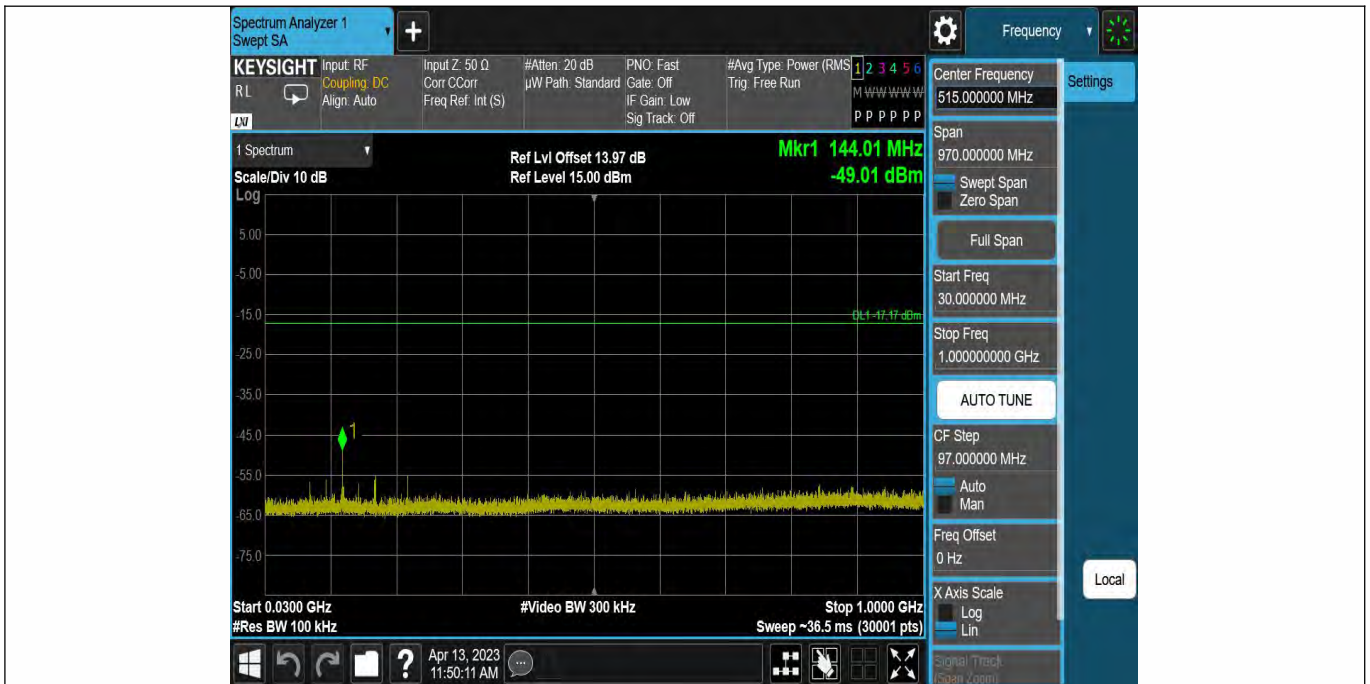 Spectrum Analyzer 1
Swept SA
+
Frequency
KEYSIGHT
RL
LXI
Input: RF
Coupling: DC
Align: Auto
Input Z: 50 Ω
Corr CCorr
Freq Ref: Int (S)
#Atten: 20 dB
µW Path: Standard
PNO: Fast
Gate: Off
IF Gain: Low
Sig Track: Off
#Avg Type: Power (RMS
Trig: Free Run
1 2 3 4 5 6
M W W W W W
P P P P P P
Center Frequency
515.000000 MHz
Settings
1 Spectrum
Scale/Div 10 dB
Log
Ref Lvl Offset 13.97 dB
Ref Level 15.00 dBm
Mkr1 144.01 MHz
-49.01 dBm
Span
970.000000 MHz
Swept Span
Zero Span
Full Span
Start Freq
30.000000 MHz
Stop Freq
1.000000000 GHz
AUTO TUNE
CF Step
97.000000 MHz
Auto
Man
Freq Offset
0 Hz
X Axis Scale
Log
Lin
Signal Track
(Span Zoom)
Local
5.00
-5.00
-15.0
DL1 -17.17 dBm
-25.0
-35.0
-45.0
1
-55.0
-65.0
-75.0
Start 0.0300 GHz
#Video BW 300 kHz
Stop 1.0000 GHz
#Res BW 100 kHz
Sweep ~36.5 ms (30001 pts)
?
Apr 13, 2023
11:50:11 AM